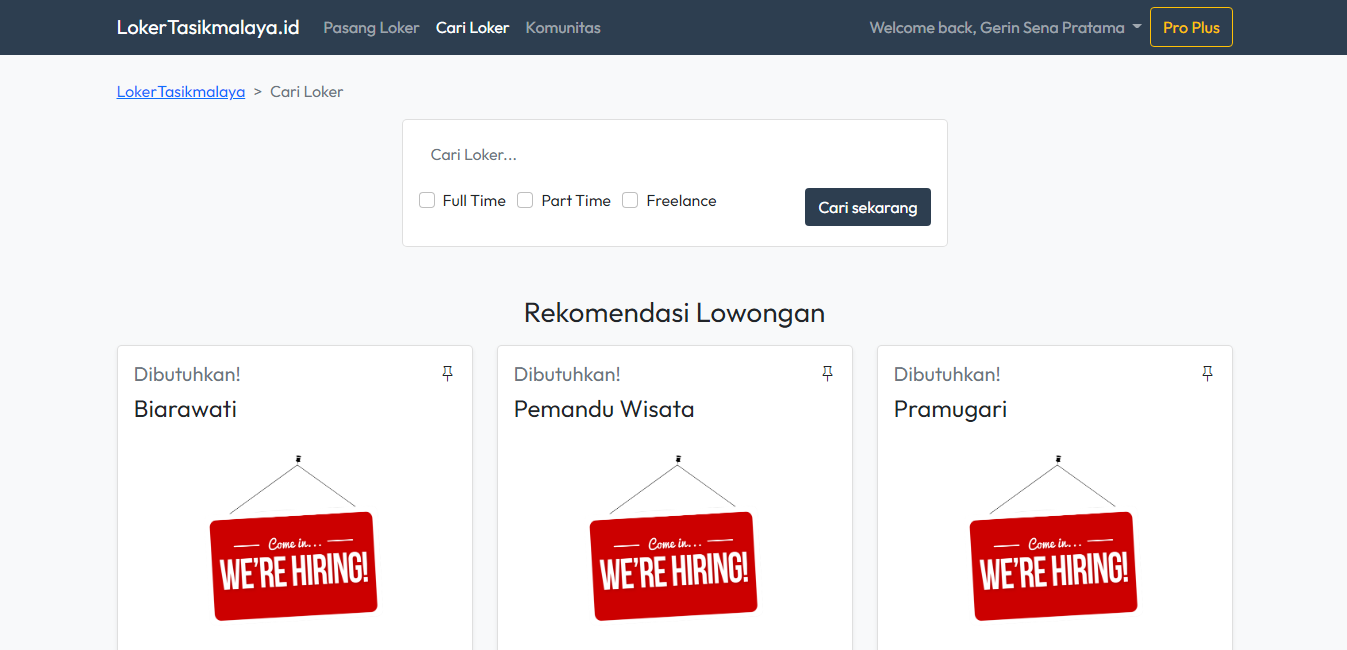 LokerTasikmalaya.id Pasang Loker Cari Loker Komunitas Welcome back, Gerin Sena Pratama Pro Plus
LokerTasikmalaya > Cari Loker
Cari Loker...
Full Time Part Time Freelance Cari sekarang
Rekomendasi Lowongan
Dibutuhkan!
Biarawati
Come in...
WE'RE HIRING!
Dibutuhkan!
Pemandu Wisata
Come in...
WE'RE HIRING!
Dibutuhkan!
Pramugari
Come in...
WE'RE HIRING!